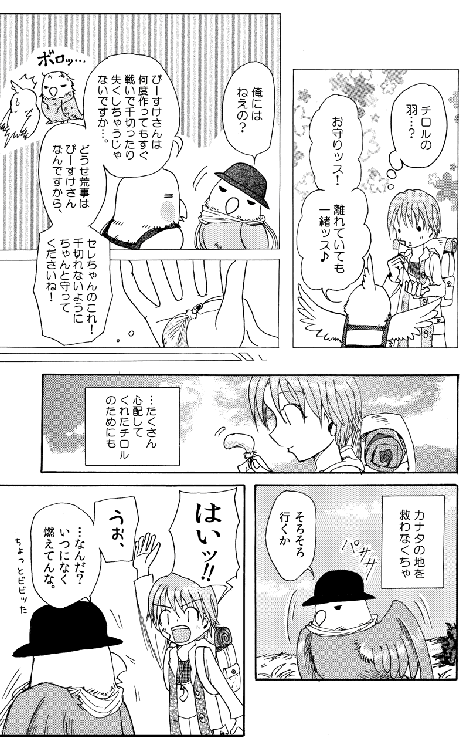 チロルの
羽…?
お守りッス!
離れていても
一緒ッス♪
俺には
ねえの?
ぴーすけさんは
何度作ってもすぐ
戦いで千切ったり
失くしちゃうじゃ
ないですか…。
ボロッ…
どうせ荒事は
ぴーすけさん
なんですから、
セレちゃんのこれ!
千切れないように
ちゃんと守って
くださいね!
…たくさん
心配して
くれたチロル
のためにも
カナタの地を
救わなくちゃ
パササ
そろそろ
行くか
はいッ!!
うお、
…なんだ?
いつになく
燃えてんな。
ちょっとビビッた